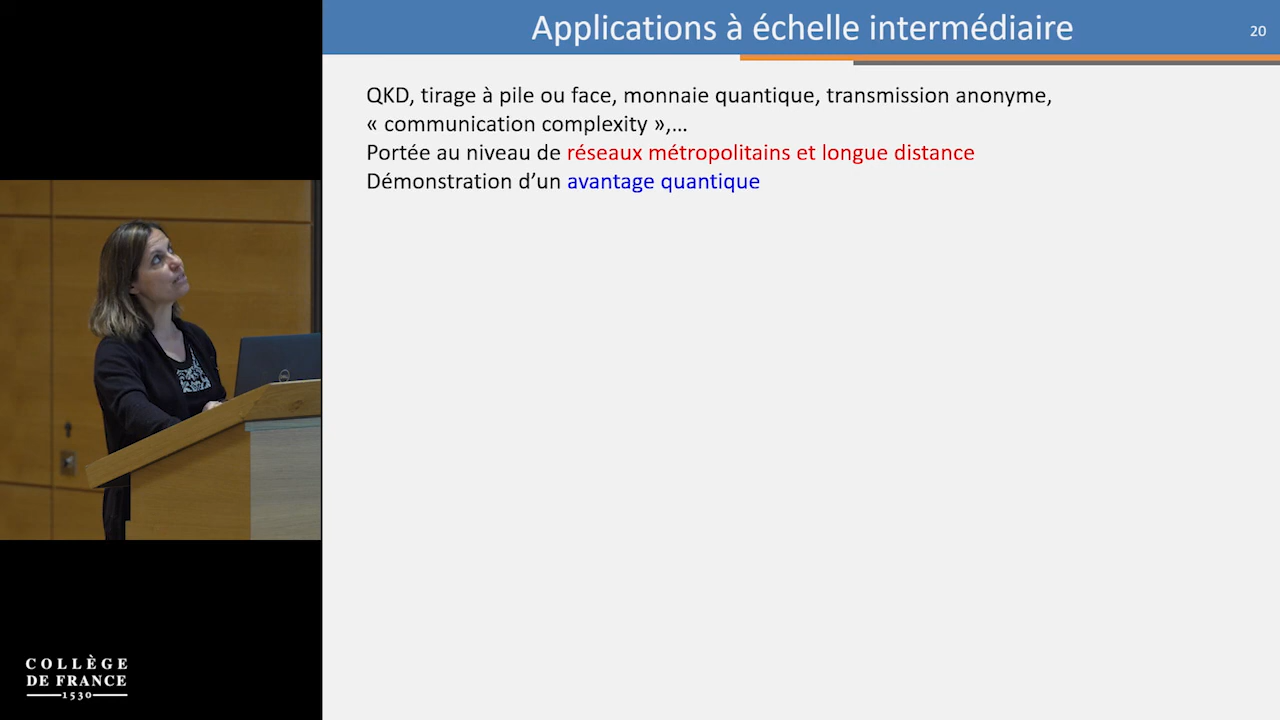 Applications à échelle intermédiaire
20
QKD, tirage à pile ou face, monnaie quantique, transmission anonyme,
« communication complexity »,…
Portée au niveau de réseaux métropolitains et longue distance
Démonstration d’un avantage quantique
COLLÈGE
DE FRANCE
1530